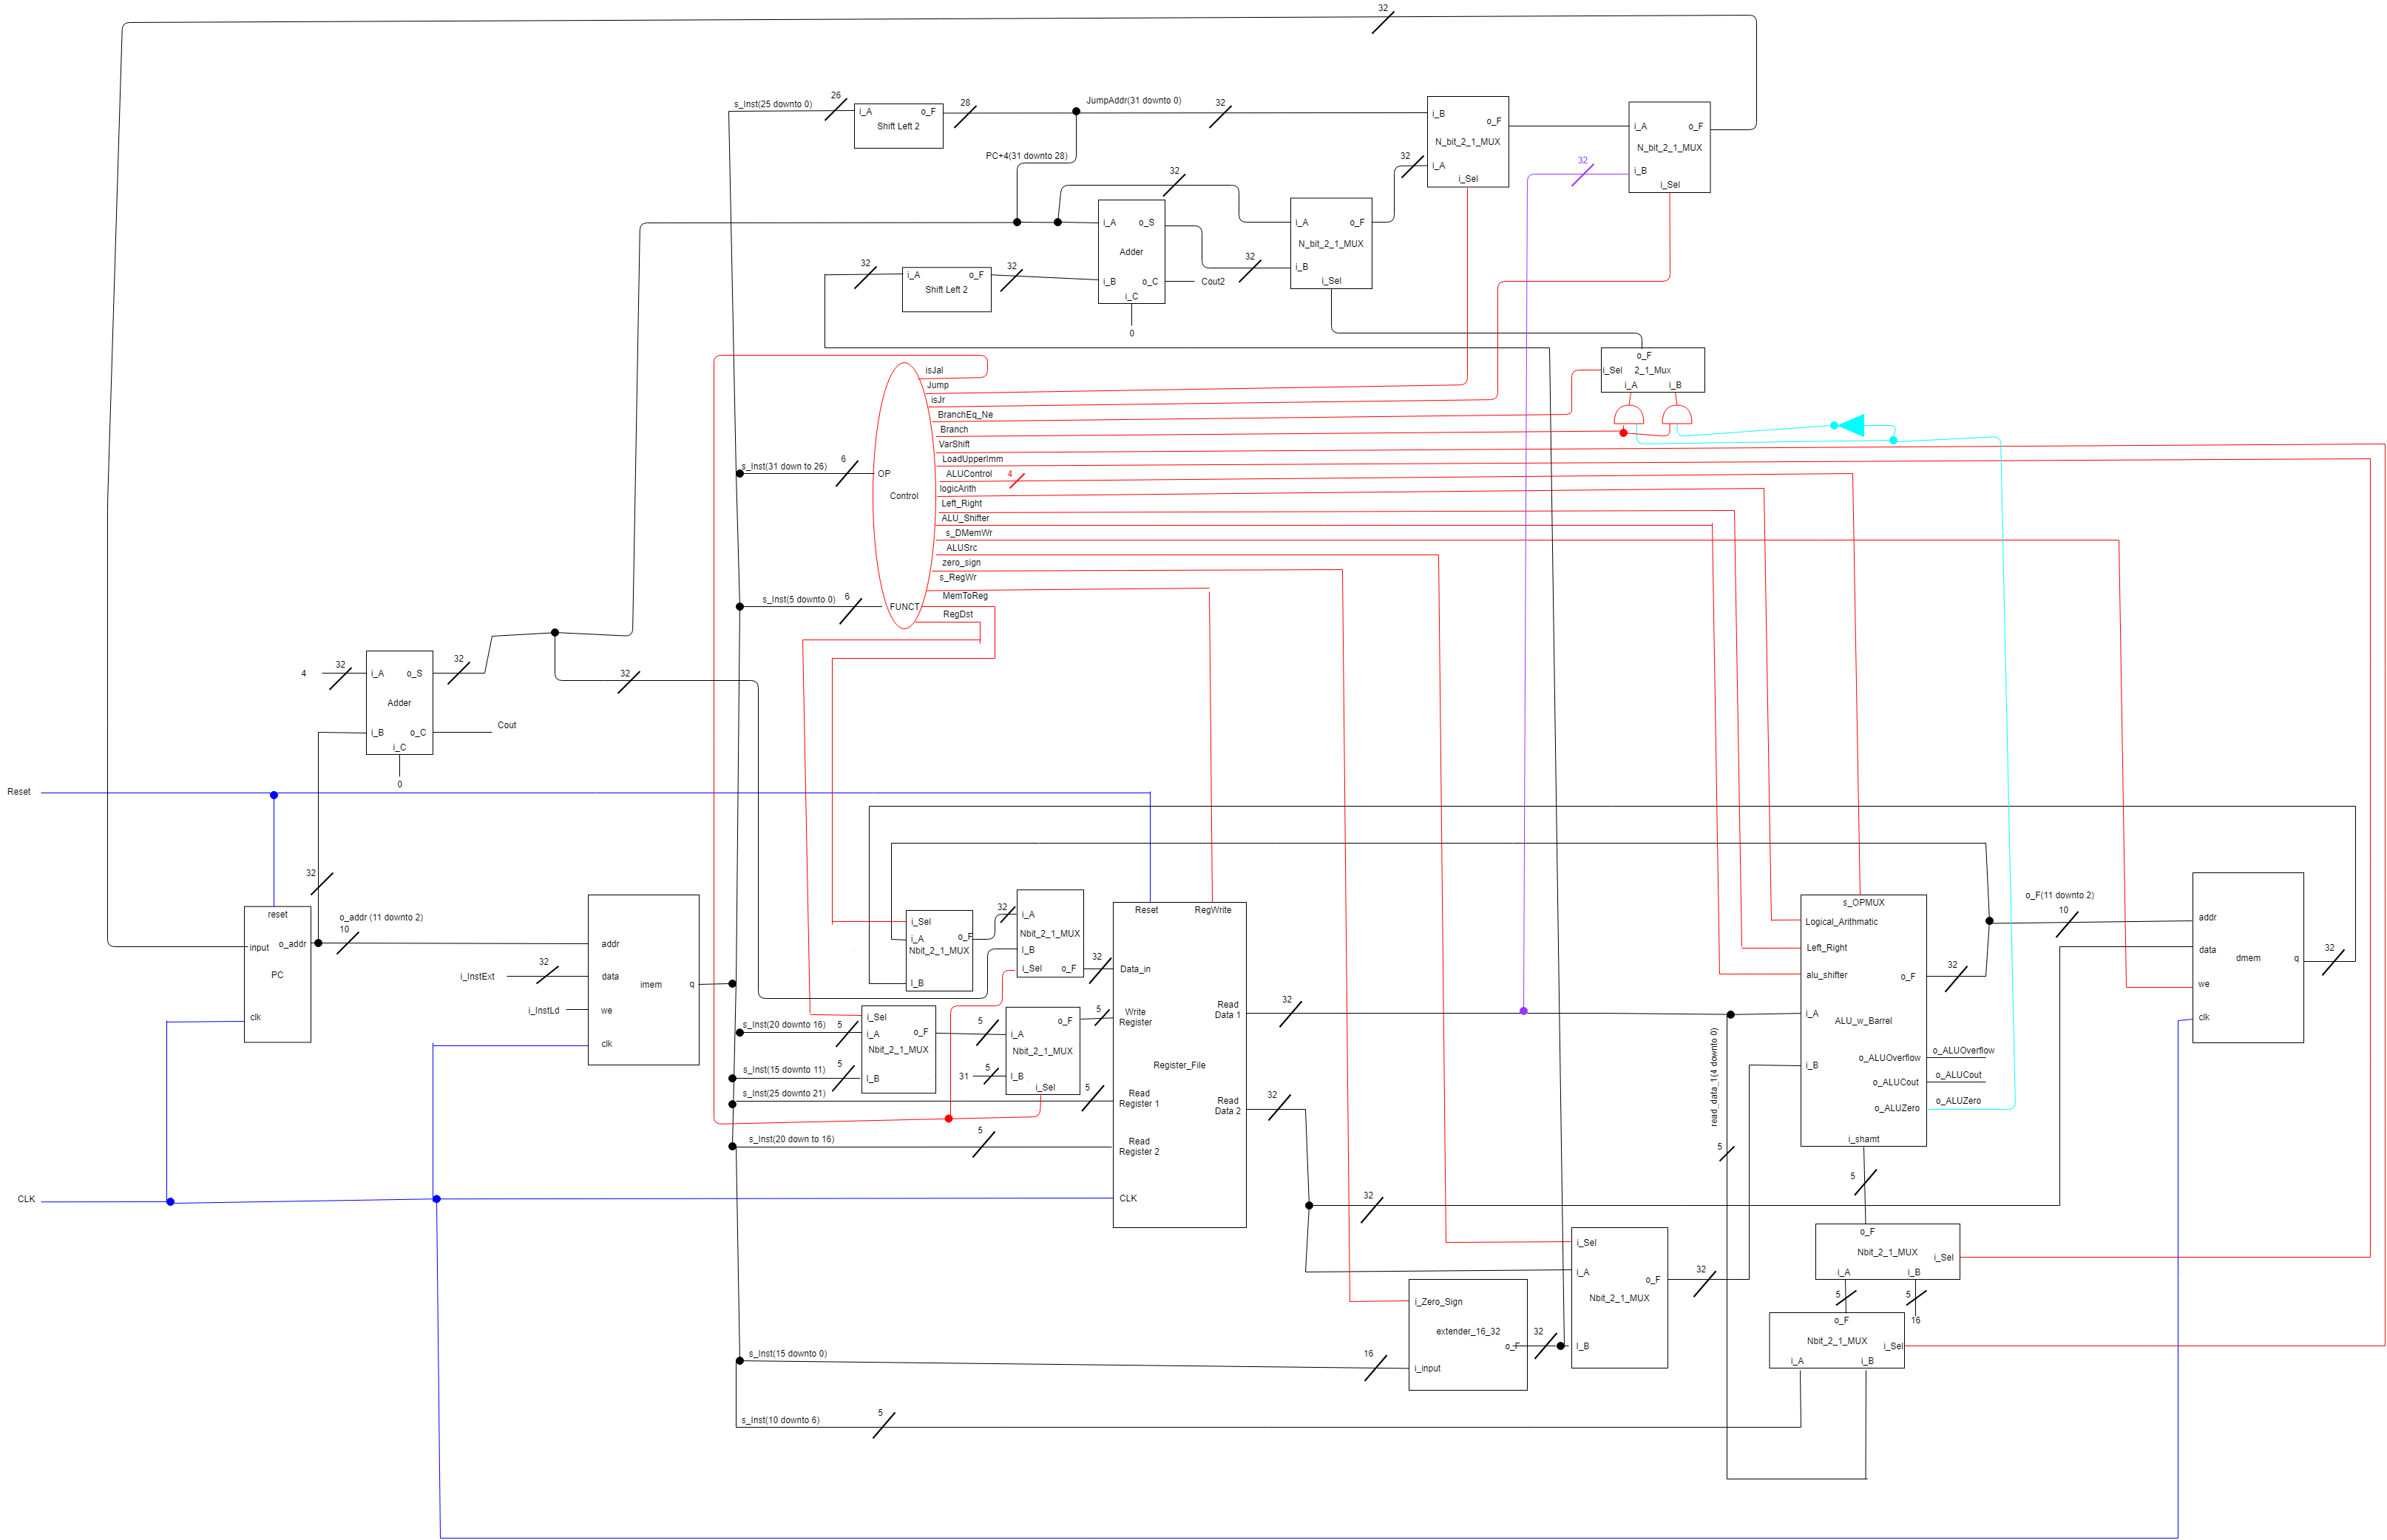 32
s_Inst(25 downto 0)
26
i_A
o_F
Shift Left 2
28
JumpAddr(31 downto 0)
32
i_B
o_F
N_bit_2_1_MUX
i_A
i_Sel
32
i_A
o_F
N_bit_2_1_MUX
i_B
i_Sel
32
PC+4(31 downto 28)
32
i_A
o_S
Adder
i_B
o_C
i_C
0
Cout2
32
i_A
o_F
N_bit_2_1_MUX
i_B
i_Sel
32
i_A
o_F
Shift Left 2
32
o_F
i_Sel
2_1_Mux
i_A
i_B
isJal
Jump
isJr
BranchEq_Ne
Branch
VarShift
LoadUpperImm
ALUControl
4
logicArith
Left_Right
ALU_Shifter
s_DMemWr
ALUSrc
zero_sign
s_RegWr
MemToReg
RegDst
s_Inst(31 down to 26)
6
OP
Control
s_Inst(5 downto 0)
6
FUNCT
4
32
i_A
o_S
Adder
i_B
o_C
i_C
0
32
Cout
32
Reset
32
reset
input
o_addr
PC
clk
o_addr (11 downto 2)
10
i_InstExt
32
i_InstLd
addr
data
imem
q
we
clk
i_Sel
i_A
o_F
Nbit_2_1_MUX
I_B
32
i_A
Nbit_2_1_MUX
I_B
i_Sel
o_F
32
s_Inst(20 downto 16)
5
s_Inst(15 downto 11)
5
i_Sel
i_A
o_F
Nbit_2_1_MUX
I_B
5
o_F
i_A
Nbit_2_1_MUX
31
5
I_B
i_Sel
5
s_Inst(25 downto 21)
5
s_Inst(20 down to 16)
5
Reset
RegWrite
Data_in
Write
Register
Read
Data 1
Register_File
Read
Register 1
Read
Data 2
Read
Register 2
CLK
32
32
32
CLK
s_OPMUX
Logical_Arithmatic
Left_Right
alu_shifter
o_F
i_A
ALU_w_Barrel
i_B
o_ALUOverflow
o_ALUCout
o_ALUZero
i_shamt
32
o_ALUOverflow
o_ALUCout
o_ALUZero
o_F(11 downto 2)
10
addr
data
dmem
q
we
clk
32
read_data_1(4 downto 0)
5
5
o_F
Nbit_2_1_MUX
i_Sel
i_A
i_B
5
5
16
o_F
Nbit_2_1_MUX
i_Sel
i_A
i_B
i_Sel
i_A
o_F
Nbit_2_1_MUX
I_B
32
i_Zero_Sign
extender_16_32
o_F
i_input
32
s_Inst(15 downto 0)
16
s_Inst(10 downto 6)
5